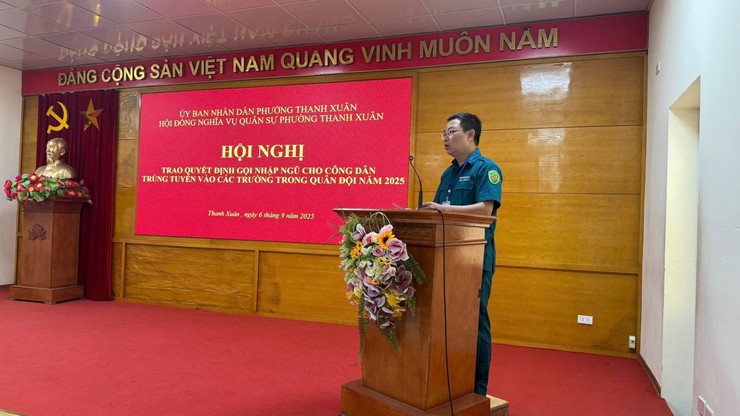 ĐẢNG CỘNG SẢN VIỆT NAM QUANG VINH MUÔN NĂM
ỦY BAN NHÂN DÂN PHƯỜNG THANH XUÂN
HỘI ĐỒNG NGHĨA VỤ QUÂN SỰ PHƯỜNG THANH XUÂN
HỘI NGHỊ
TRAO QUYẾT ĐỊNH GỌI NHẬP NGŨ CHO CÔNG DÂN
TRÚNG TUYỂN VÀO CÁC TRƯỜNG TRONG QUÂN ĐỘI NĂM 2025
Thanh Xuân, ngày 6 tháng 9 năm 2025